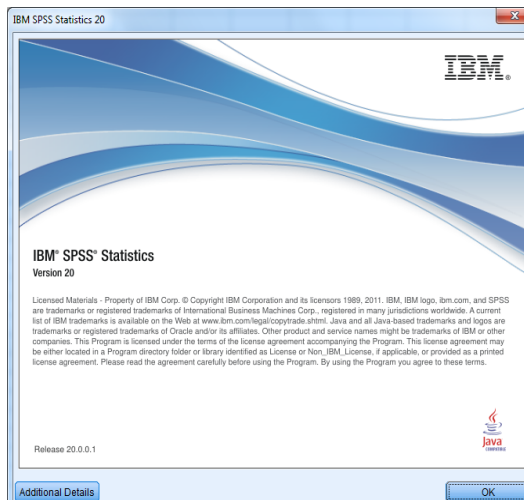 IBM SPSS Statistics 20
IBM®
IBM® SPSS® Statistics
Version 20
Licensed Materials - Property of IBM Corp. © Copyright IBM Corporation and its licensors 1989, 2011. IBM, IBM logo, ibm.com, and SPSS
are trademarks or registered trademarks of International Business Machines Corp., registered in many jurisdictions worldwide. A current
list of IBM trademarks is available on the Web at www.ibm.com/legal/copytrade.shtml. Java and all Java-based trademarks and logos are
trademarks or registered trademarks of Oracle and/or its affiliates. Other product and service names might be trademarks of IBM or other
companies. This Program is licensed under the terms of the license agreement accompanying the Program. This license agreement may
be either located in a Program directory folder or library identified as License or Non_IBM_License, if applicable, or provided as a printed
license agreement. Please read the agreement carefully before using the Program. By using the Program you agree to these terms.
Java
COMPATIBLE
Release 20.0.0.1
Additional Details
OK